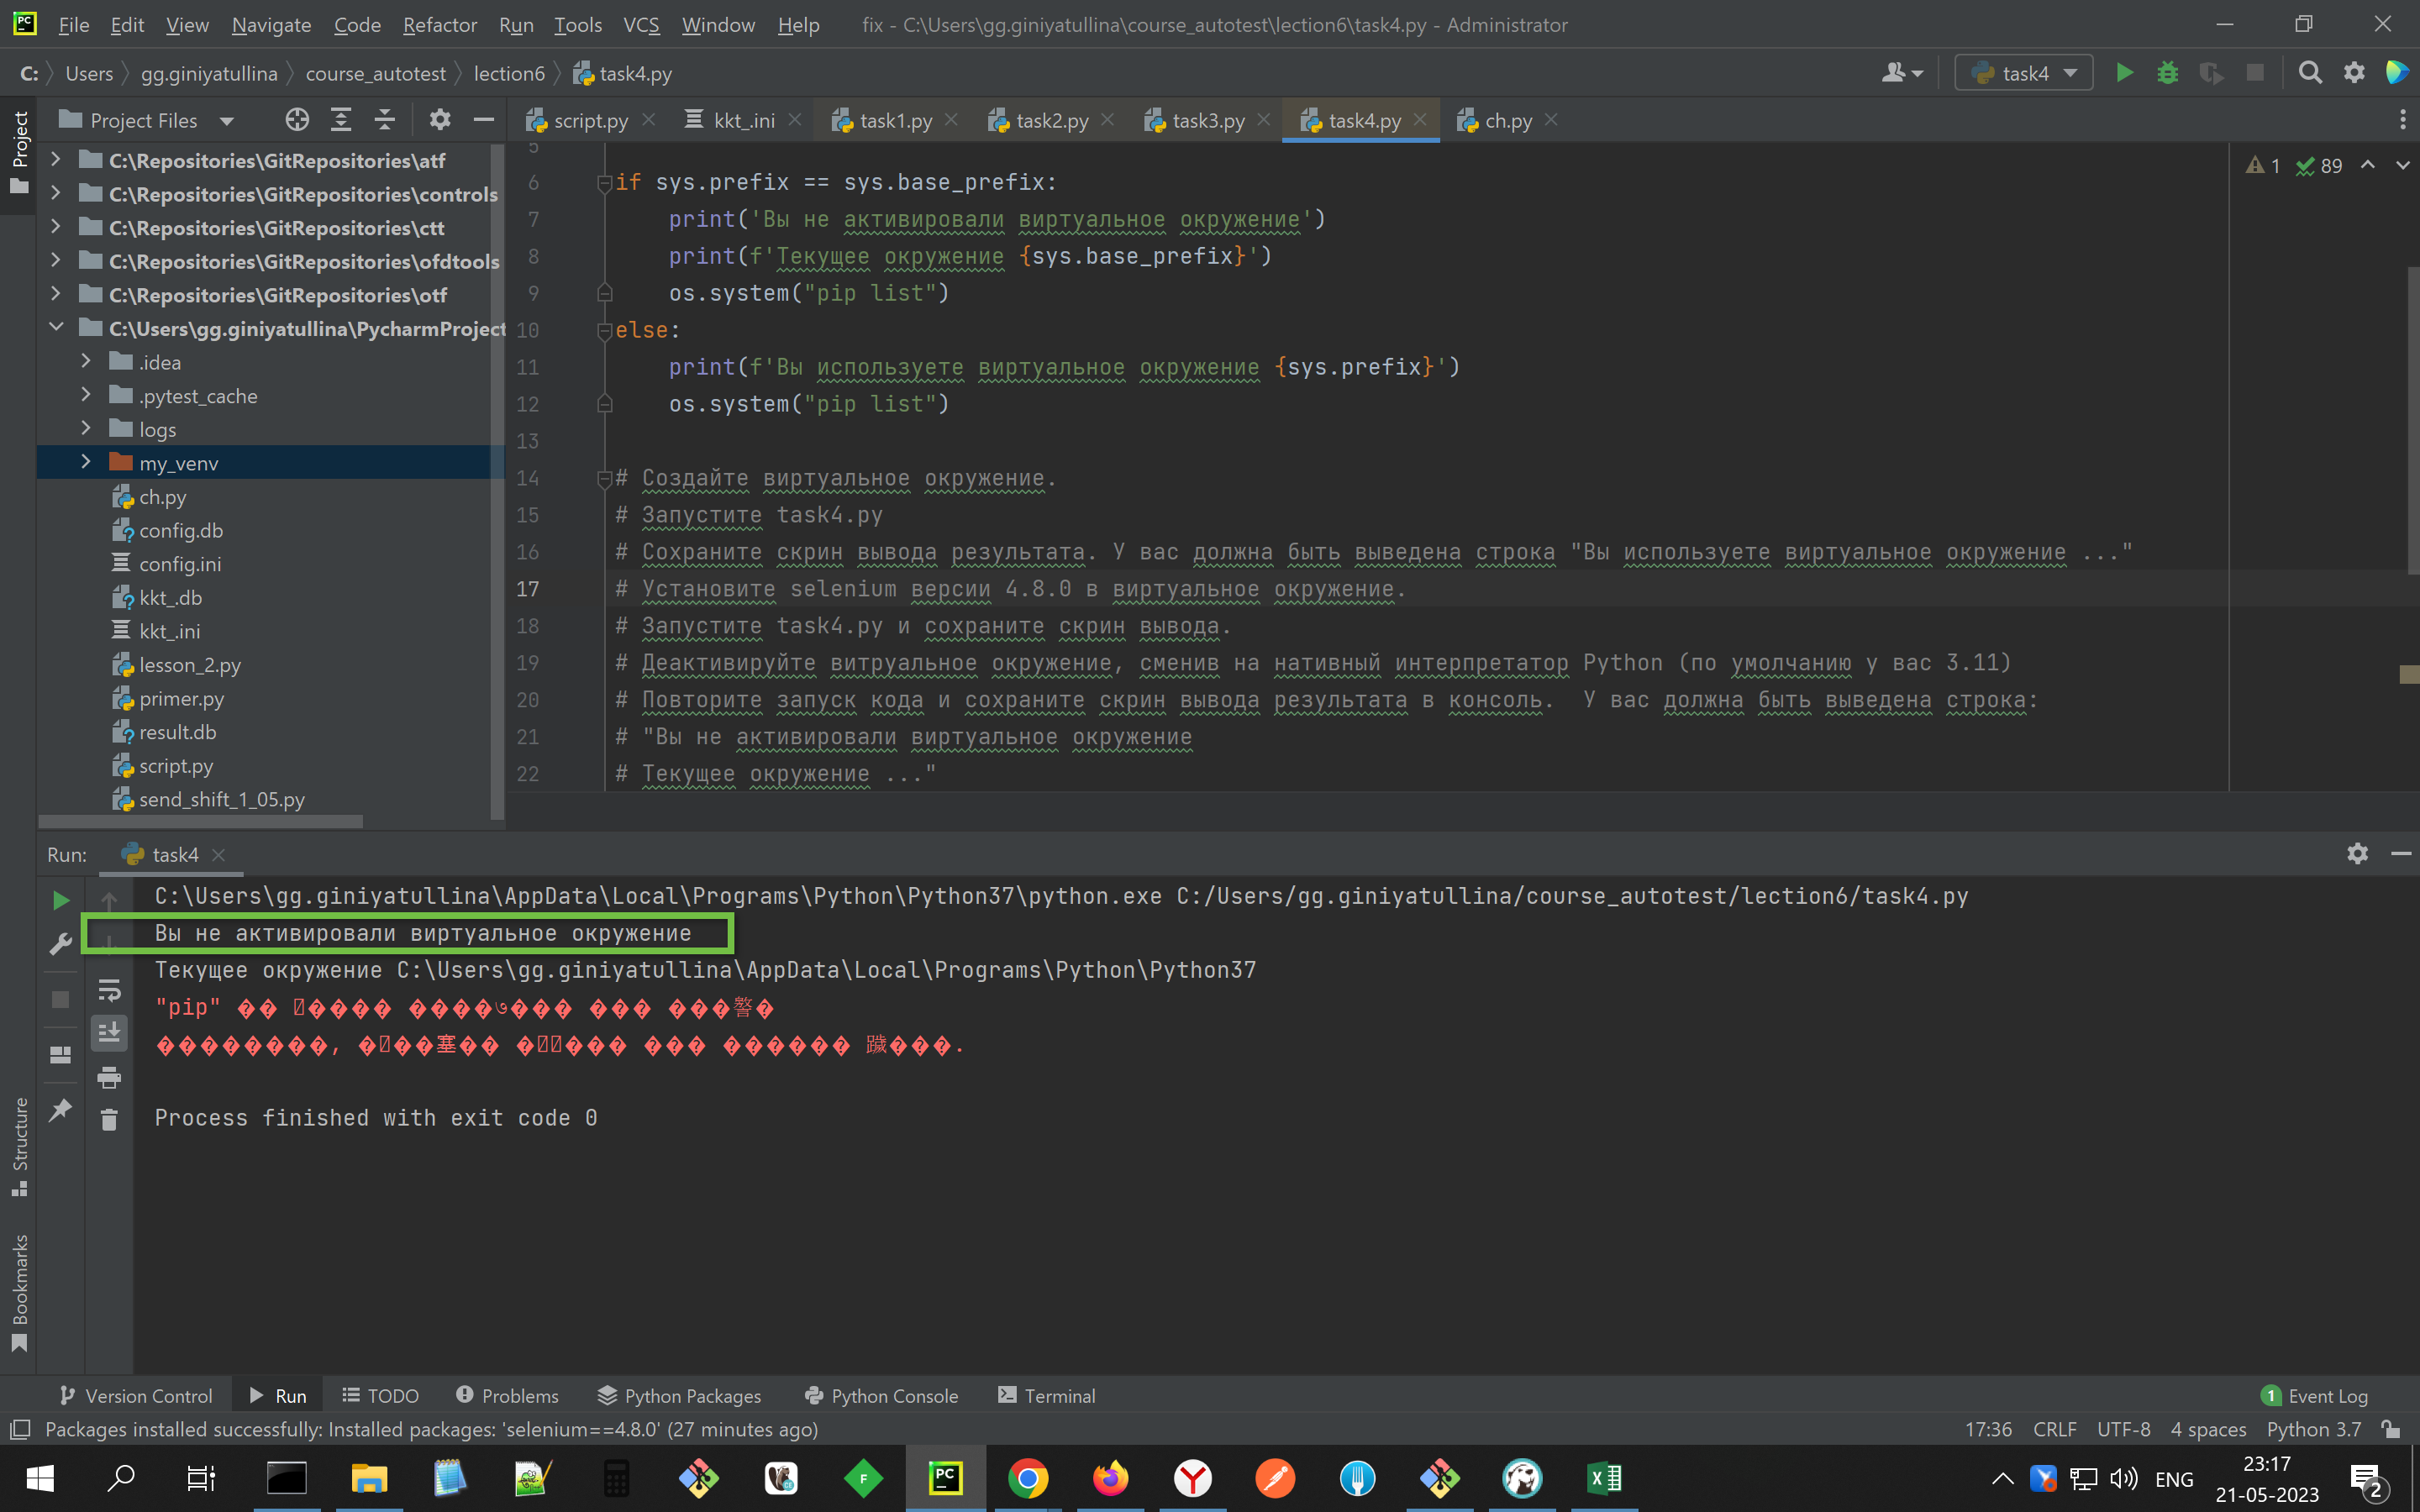 File Edit View Navigate Code Refactor Run Tools VCS Window Help fix - C:\Users\gg.giniyatullina\course_autotest\lection6\task4.py - Administrator
C: Users gg.giniyatullina course_autotest lection6 task4.py task4
Project Files script.py kkt_.ini task1.py task2.py task3.py task4.py ch.py
Project
C:\Repositories\GitRepositories\atf
C:\Repositories\GitRepositories\controls
C:\Repositories\GitRepositories\ctt
C:\Repositories\GitRepositories\ofdtools
C:\Repositories\GitRepositories\otf
C:\Users\gg.giniyatullina\PycharmProject
.idea
.pytest_cache
logs
my_venv
ch.py
config.db
config.ini
kkt_.db
kkt_.ini
lesson_2.py
primer.py
result.db
script.py
send_shift_1_05.py
1 89
5
6 if sys.prefix == sys.base_prefix:
7 print('Вы не активировали виртуальное окружение')
8 print(f'Текущее окружение {sys.base_prefix}')
9 os.system("pip list")
10 else:
11 print(f'Вы используете виртуальное окружение {sys.prefix}')
12 os.system("pip list")
13
14 # Создайте виртуальное окружение.
15 # Запустите task4.py
16 # Сохраните скрин вывода результата. У вас должна быть выведена строка "Вы используете виртуальное окружение ..."
17 # Установите selenium версии 4.8.0 в виртуальное окружение.
18 # Запустите task4.py и сохраните скрин вывода.
19 # Деактивируйте витруальное окружение, сменив на нативный интерпретатор Python (по умолчанию у вас 3.11)
20 # Повторите запуск кода и сохраните скрин вывода результата в консоль. У вас должна быть выведена строка:
21 # "Вы не активировали виртуальное окружение
22 # Текущее окружение ..."
Run: task4
C:\Users\gg.giniyatullina\AppData\Local\Programs\Python\Python37\python.exe C:/Users/gg.giniyatullina/course_autotest/lection6/task4.py
Вы не активировали виртуальное окружение
Текущее окружение C:\Users\gg.giniyatullina\AppData\Local\Programs\Python\Python37
"pip"
Process finished with exit code 0
Structure
Bookmarks
Version Control Run TODO Problems Python Packages Python Console Terminal 1 Event Log
Packages installed successfully: Installed packages: 'selenium==4.8.0' (27 minutes ago) 17:36 CRLF UTF-8 4 spaces Python 3.7
ENG 23:17
21-05-2023 2